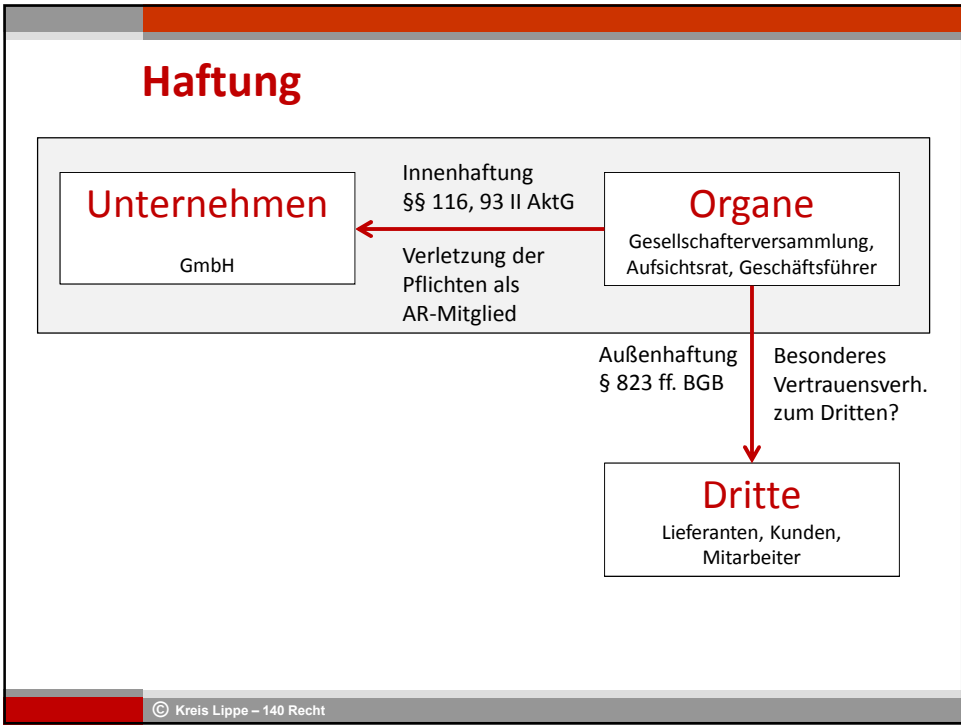 Haftung
Unternehmen
GmbH
Innenhaftung
§§ 116, 93 II AktG
Verletzung der
Pflichten als
AR-Mitglied
Organe
Gesellschafterversammlung,
Aufsichtsrat, Geschäftsführer
Außenhaftung
§ 823 ff. BGB
Besonderes
Vertrauensverh.
zum Dritten?
Dritte
Lieferanten, Kunden,
Mitarbeiter
© Kreis Lippe – 140 Recht